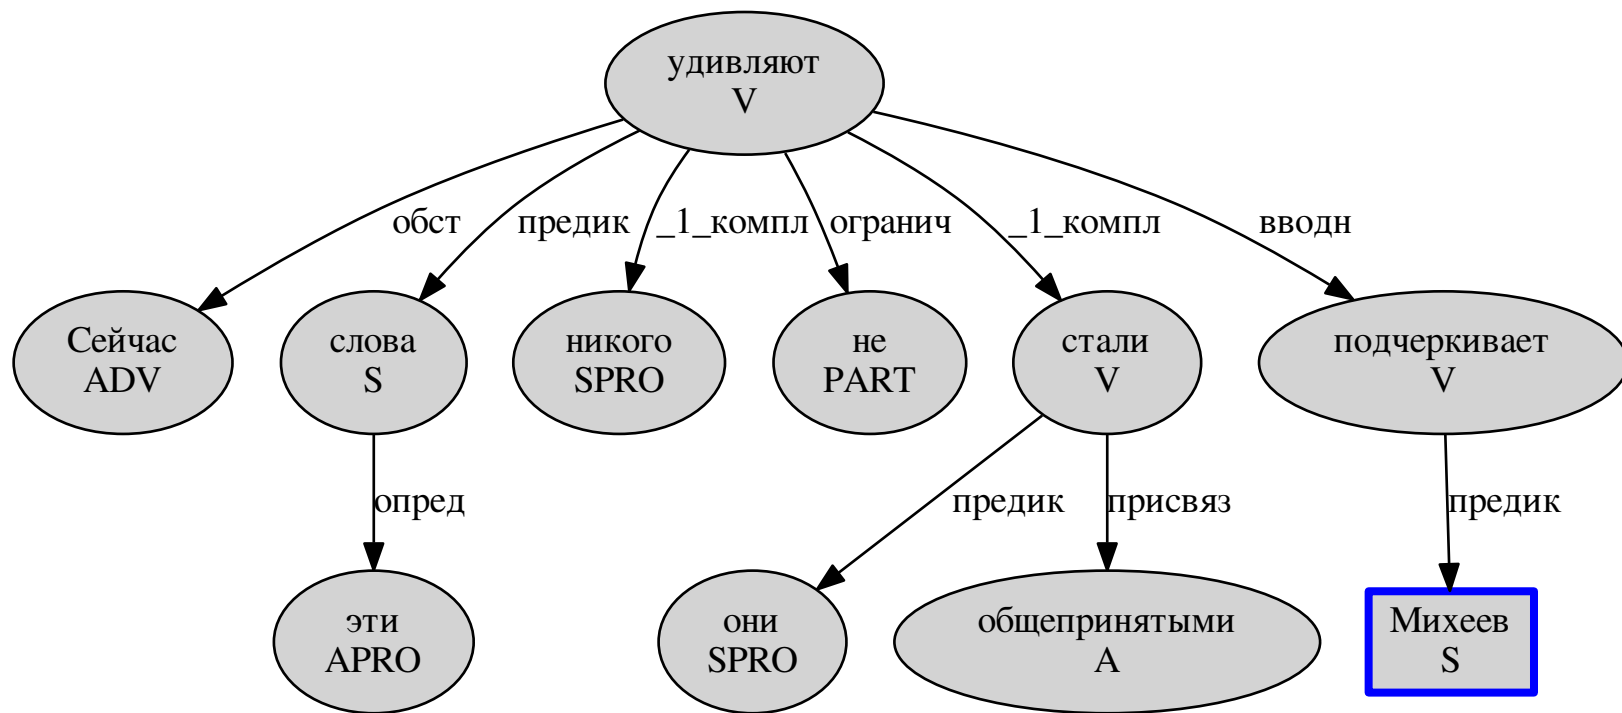 удивляют
V
обст
предик
_1_компл
огранич
_1_компл
вводн
Сейчас
ADV
слова
S
никого
SPRO
не
PART
стали
V
подчеркивает
V
опред
предик
присвяз
предик
эти
APRO
они
SPRO
общепринятыми
A
Михеев
S